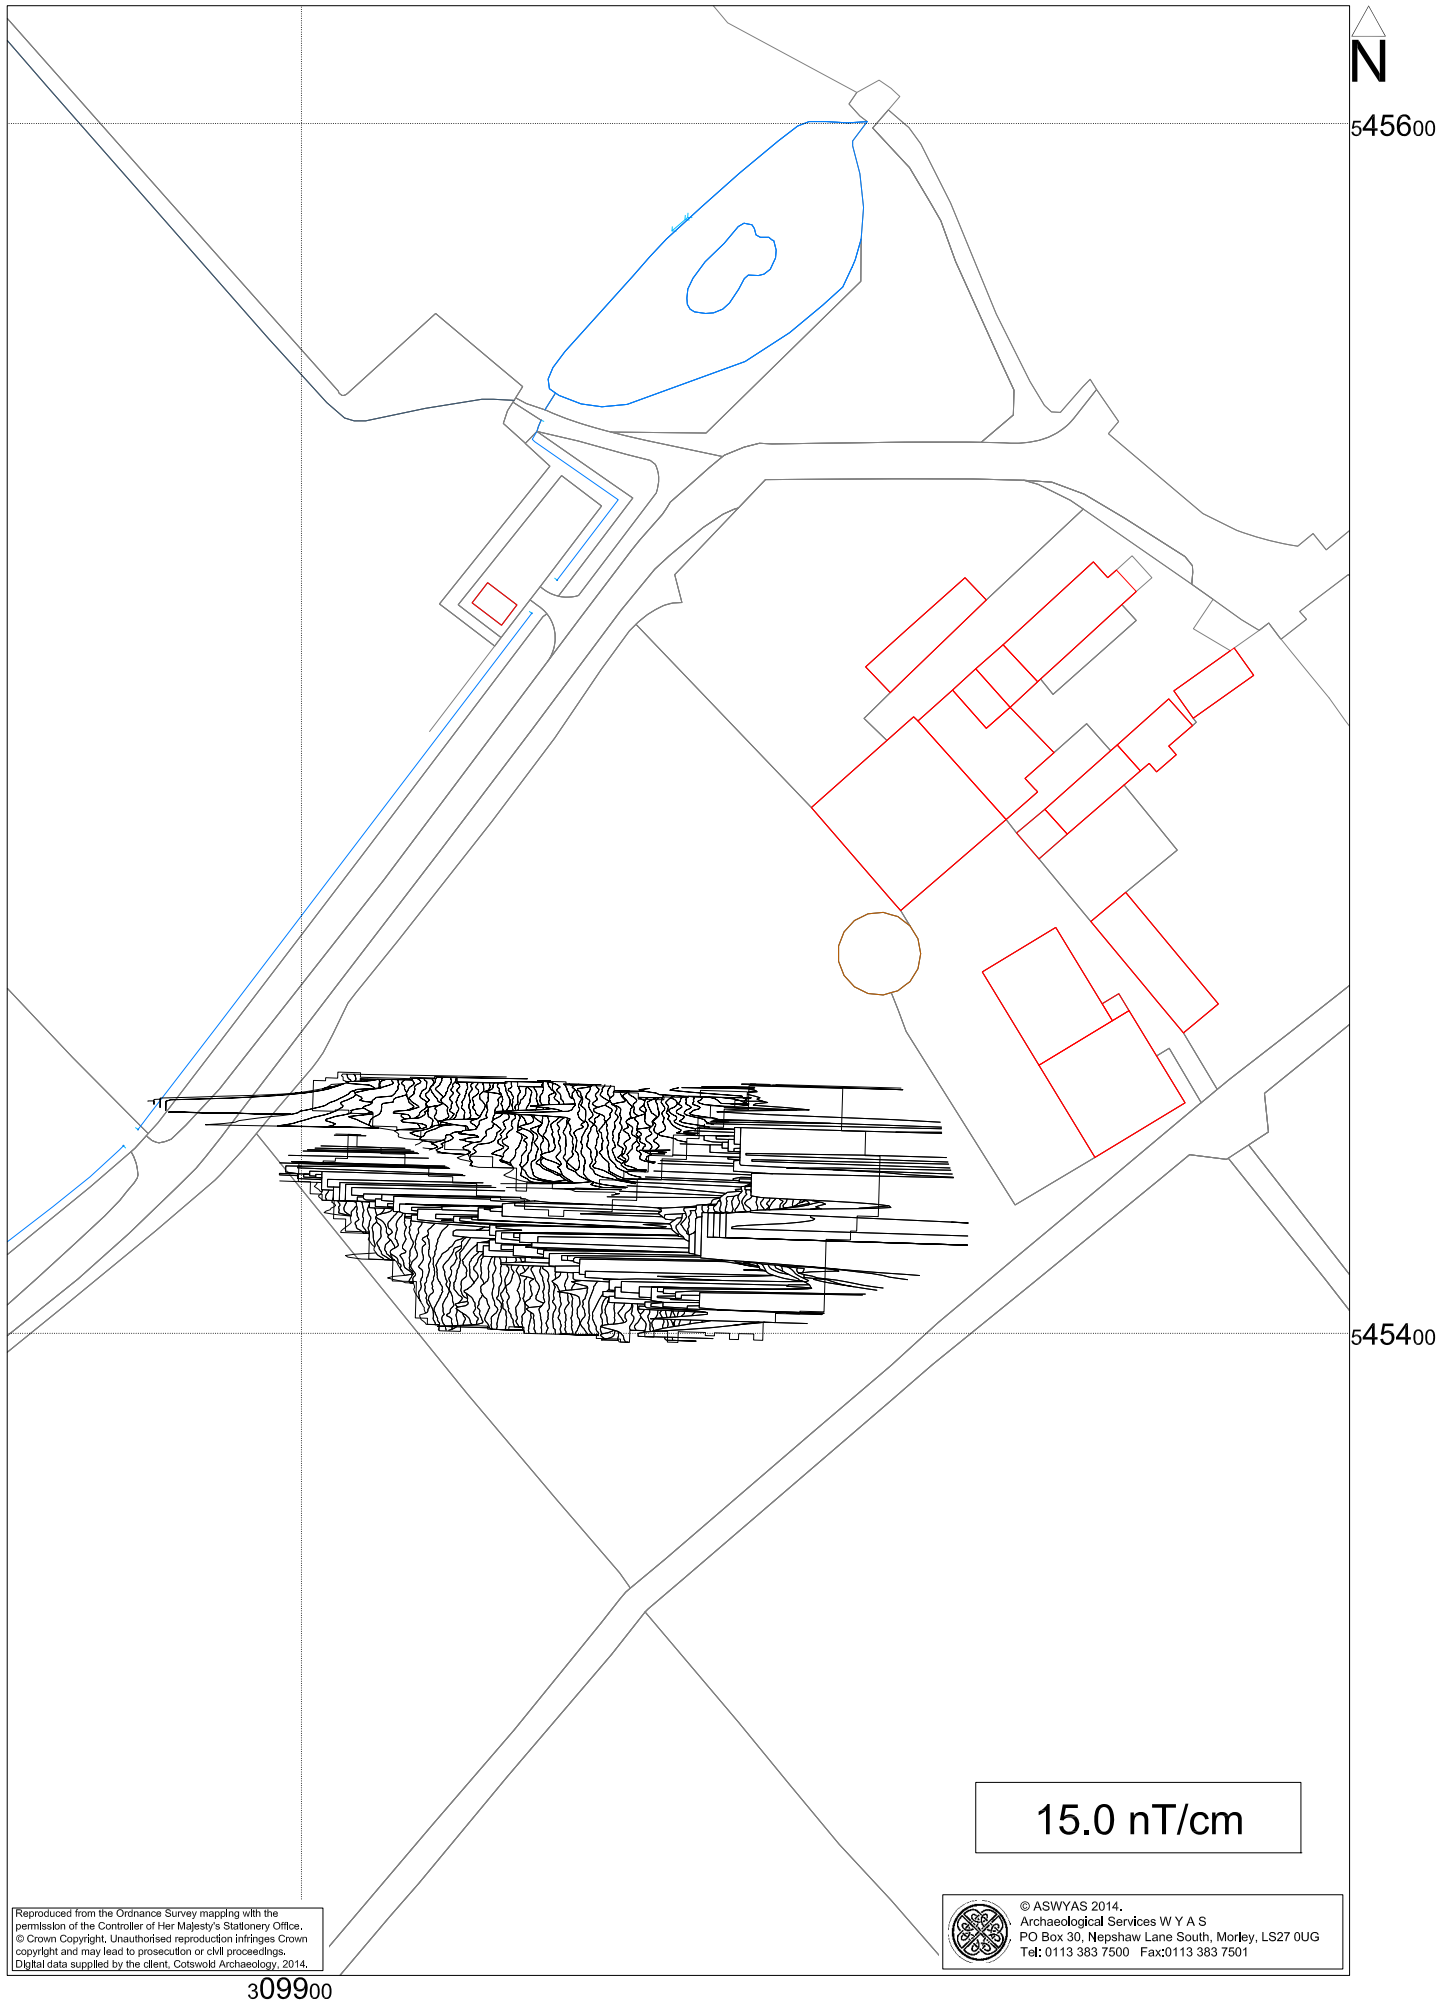 N
545600
545400
15.0 nT/cm
Reproduced from the Ordnance Survey mapping with the
permission of the Controller of Her Majesty's Stationery Office.
© Crown Copyright. Unauthorised reproduction infringes Crown
copyright and may lead to prosecution or civil proceedings.
Digital data supplied by the client, Cotswold Archaeology, 2014.
© ASWYAS 2014.
Archaeological Services W Y A S
PO Box 30, Nepshaw Lane South, Morley, LS27 0UG
Tel: 0113 383 7500 Fax:0113 383 7501
309900